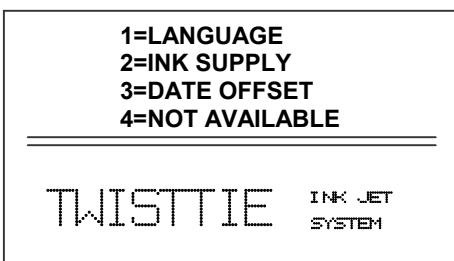 1=LANGUAGE
2=INK SUPPLY
3=DATE OFFSET
4=NOT AVAILABLE
TWISTTIE INK JET
SYSTEM